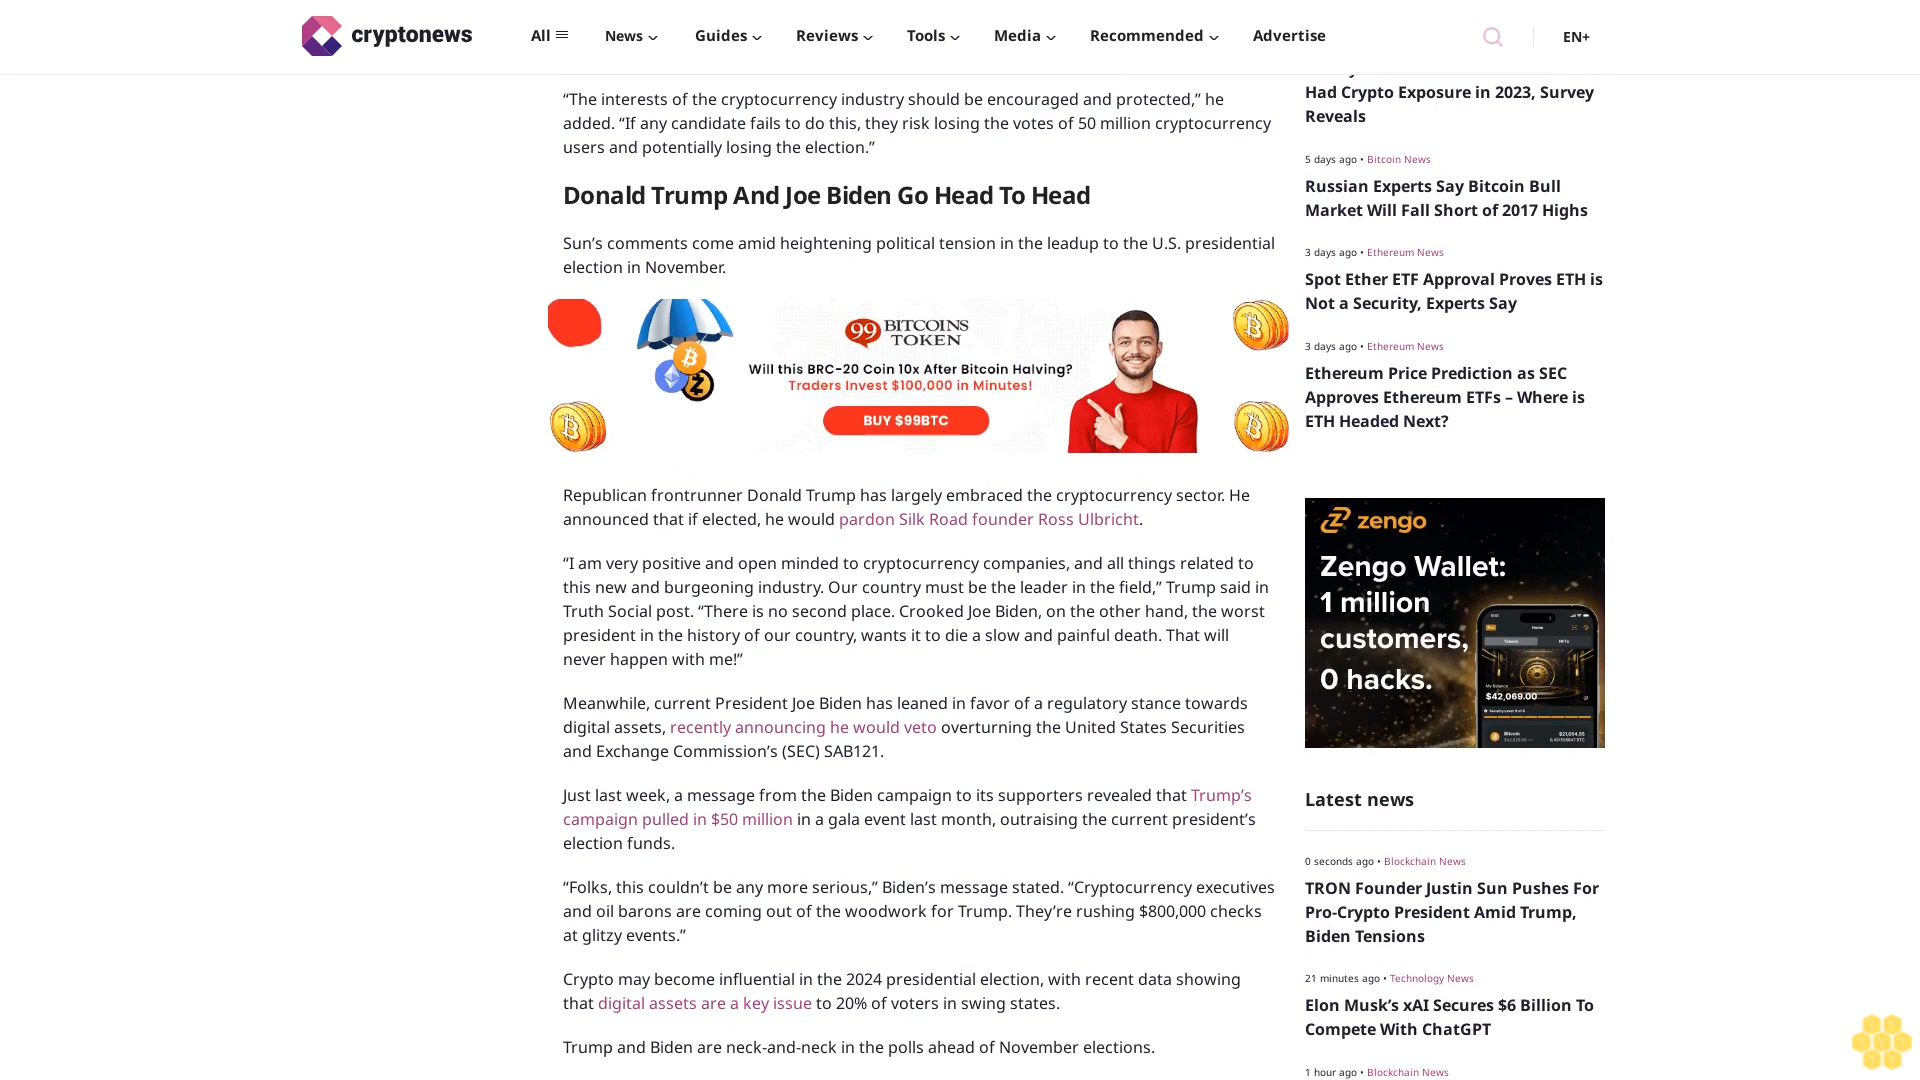 cryptonews
All
News
Guides
Reviews
Tools
Media
Recommended
Advertise
EN+
“The interests of the cryptocurrency industry should be encouraged and protected,” he
added. “If any candidate fails to do this, they risk losing the votes of 50 million cryptocurrency
users and potentially losing the election.”
Donald Trump And Joe Biden Go Head To Head
Sun’s comments come amid heightening political tension in the leadup to the U.S. presidential
election in November.
99 BITCOINS
TOKEN
Will this BRC-20 Coin 10x After Bitcoin Halving?
Traders Invest $100,000 in Minutes!
BUY $99BTC
Republican frontrunner Donald Trump has largely embraced the cryptocurrency sector. He
announced that if elected, he would pardon Silk Road founder Ross Ulbricht.
“I am very positive and open minded to cryptocurrency companies, and all things related to
this new and burgeoning industry. Our country must be the leader in the field,” Trump said in
Truth Social post. “There is no second place. Crooked Joe Biden, on the other hand, the worst
president in the history of our country, wants it to die a slow and painful death. That will
never happen with me!”
Meanwhile, current President Joe Biden has leaned in favor of a regulatory stance towards
digital assets, recently announcing he would veto overturning the United States Securities
and Exchange Commission’s (SEC) SAB121.
Just last week, a message from the Biden campaign to its supporters revealed that Trump’s
campaign pulled in $50 million in a gala event last month, outraising the current president’s
election funds.
“Folks, this couldn’t be any more serious,” Biden’s message stated. “Cryptocurrency executives
and oil barons are coming out of the woodwork for Trump. They’re rushing $800,000 checks
at glitzy events.”
Crypto may become influential in the 2024 presidential election, with recent data showing
that digital assets are a key issue to 20% of voters in swing states.
Trump and Biden are neck-and-neck in the polls ahead of November elections.
Had Crypto Exposure in 2023, Survey
Reveals
5 days ago • Bitcoin News
Russian Experts Say Bitcoin Bull
Market Will Fall Short of 2017 Highs
3 days ago • Ethereum News
Spot Ether ETF Approval Proves ETH is
Not a Security, Experts Say
3 days ago • Ethereum News
Ethereum Price Prediction as SEC
Approves Ethereum ETFs – Where is
ETH Headed Next?
zengo
Zengo Wallet:
1 million
customers,
0 hacks.
Home
Tokens
NFTs
My Balance
$42,069.00
Bitcoin
$21,054.55
Latest news
0 seconds ago • Blockchain News
TRON Founder Justin Sun Pushes For
Pro-Crypto President Amid Trump,
Biden Tensions
21 minutes ago • Technology News
Elon Musk’s xAI Secures $6 Billion To
Compete With ChatGPT
1 hour ago • Blockchain News